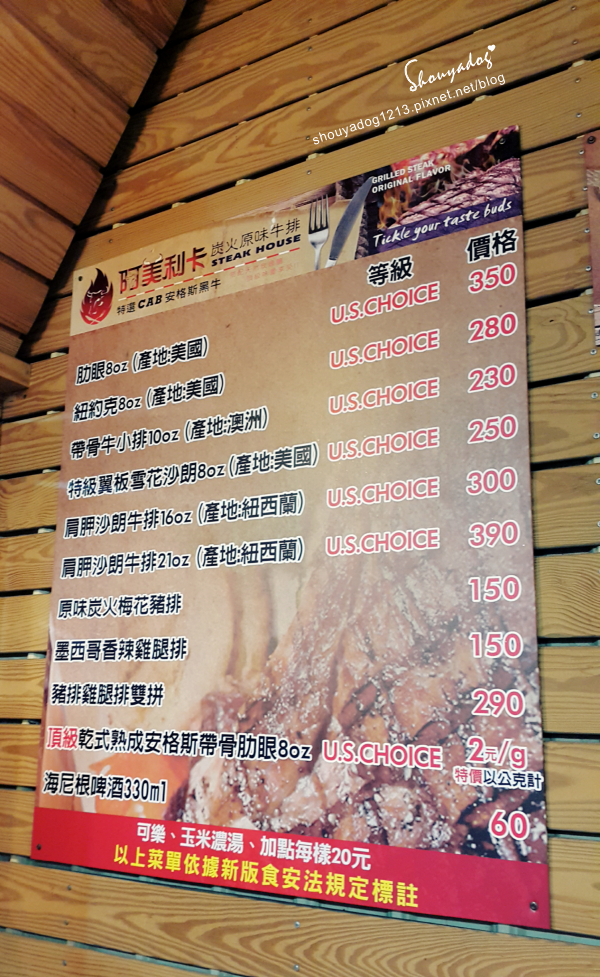 Shouyadog
shouyadog1213.pixnet.net/blog
GRILLED STEAK
ORIGINAL FLAVOR
Tickle your taste buds
阿美利卡 炭火原味牛排
STEAK HOUSE
特選 CAB 安格斯黑牛
等級 價格
肋眼8oz (產地:美國) U.S.CHOICE 350
紐約克8oz (產地:美國) U.S.CHOICE 280
帶骨牛小排10oz (產地:澳洲) U.S.CHOICE 230
特級翼板雪花沙朗8oz (產地:美國) U.S.CHOICE 250
肩胛沙朗牛排16oz (產地:紐西蘭) U.S.CHOICE 300
肩胛沙朗牛排21oz (產地:紐西蘭) U.S.CHOICE 390
原味炭火梅花豬排 150
墨西哥香辣雞腿排 150
豬排雞腿排雙拼 290
頂級乾式熟成安格斯帶骨肋眼8oz U.S.CHOICE 2元/g
特價以公克計
海尼根啤酒330ml 60
可樂、玉米濃湯、加點每樣20元
以上菜單依據新版食安法規定標註